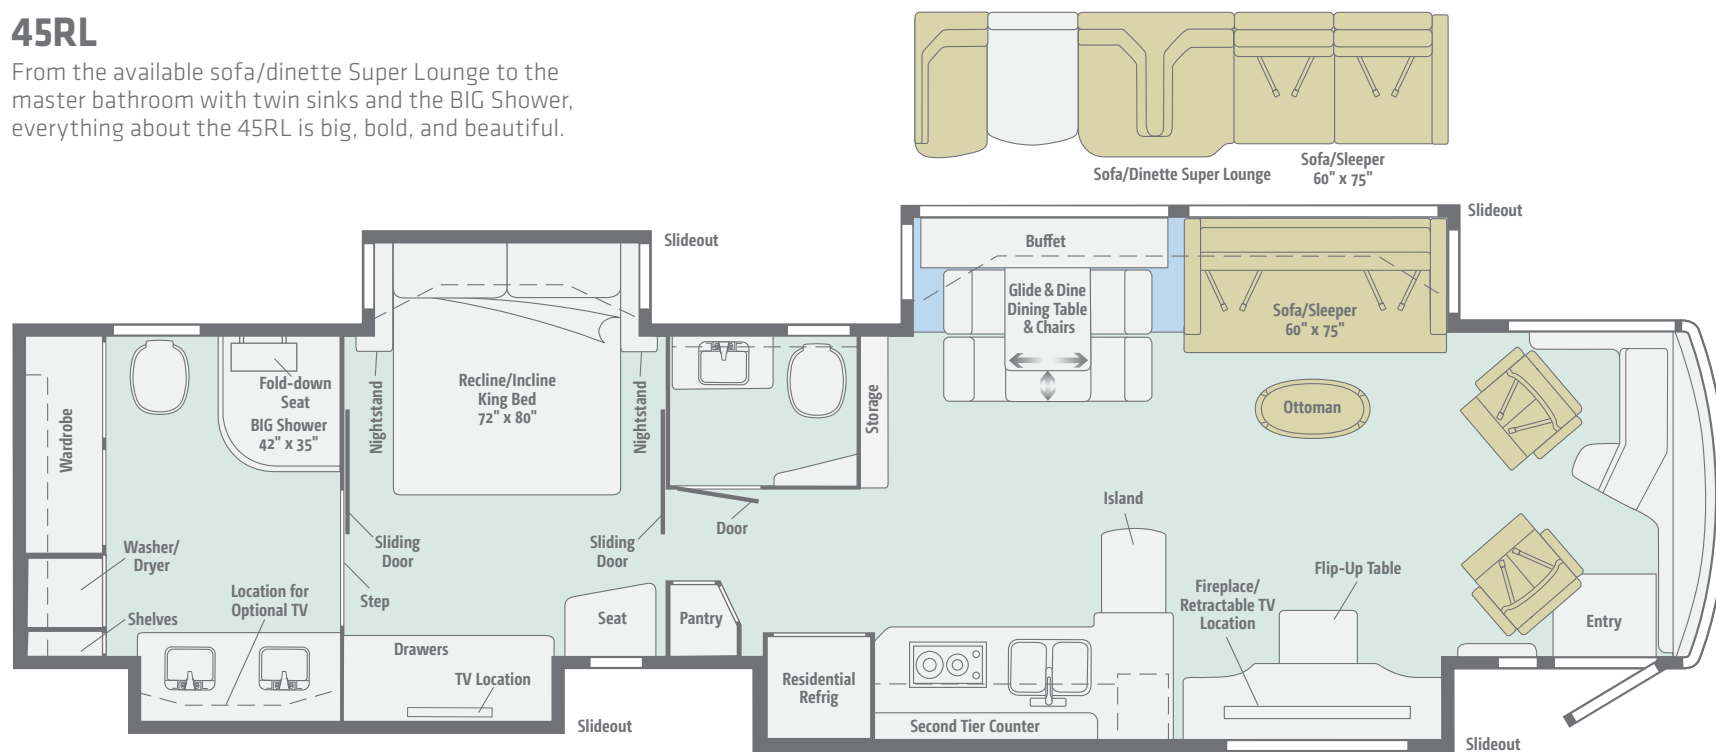 45RL
From the available sofa/dinette Super Lounge to the
master bathroom with twin sinks and the BIG Shower,
everything about the 45RL is big, bold, and beautiful.
Sofa/Dinette Super Lounge
Sofa/Sleeper
60" x 75"
Slideout
Slideout
Buffet
Glide & Dine
Dining Table
& Chairs
Sofa/Sleeper
60" x 75"
Fold-down
Seat
BIG Shower
42" x 35"
Wardrobe
Nightstand
Recline/Incline
King Bed
72" x 80"
Nightstand
Storage
Ottoman
Washer/
Dryer
Sliding
Door
Sliding
Door
Door
Island
Location for
Optional TV
Step
Shelves
Seat
Pantry
Fireplace/
Retractable TV
Location
Flip-Up Table
Entry
Drawers
TV Location
Residential
Refrig
Second Tier Counter
Slideout
Slideout